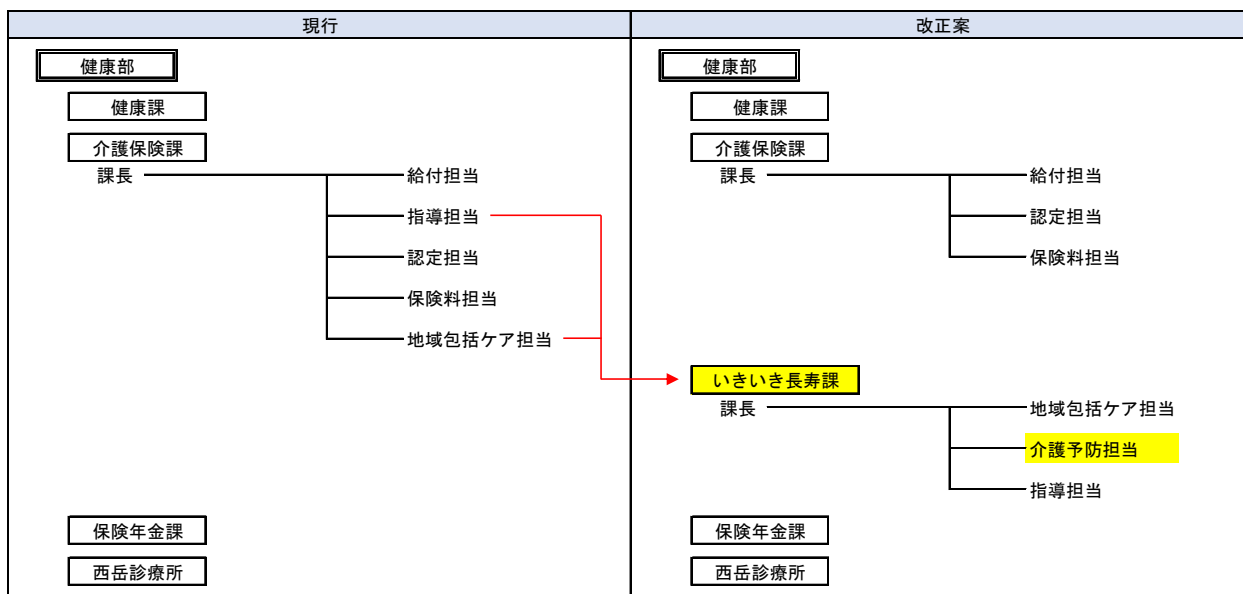 現行
健康部
健康課
介護保険課
課長
給付担当
指導担当
認定担当
保険料担当
地域包括ケア担当
保険年金課
西岳診療所
改正案
健康部
健康課
介護保険課
課長
給付担当
認定担当
保険料担当
いきいき長寿課
課長
地域包括ケア担当
介護予防担当
指導担当
保険年金課
西岳診療所